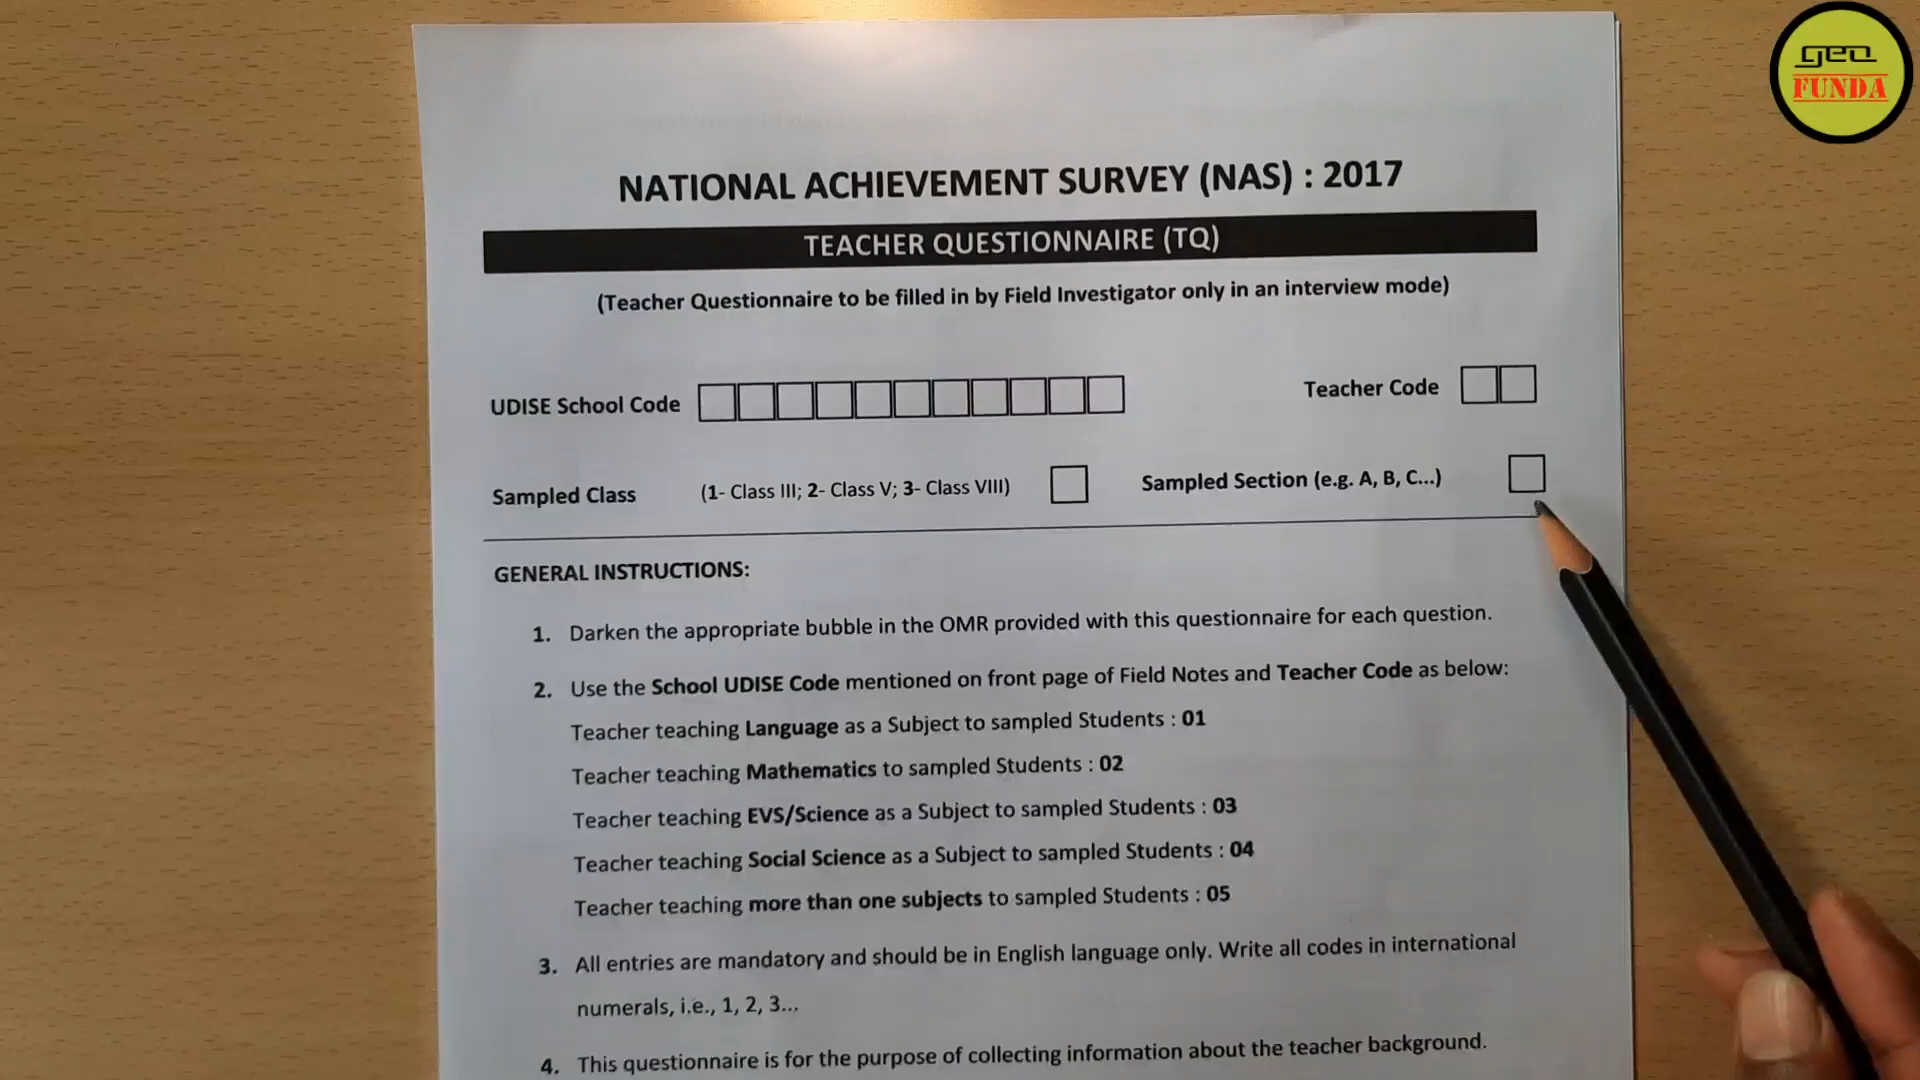 geo
FUNDA
NATIONAL ACHIEVEMENT SURVEY (NAS) : 2017
TEACHER QUESTIONNAIRE (TQ)
(Teacher Questionnaire to be filled in by Field Investigator only in an interview mode)
UDISE School Code Teacher Code
Sampled Class (1- Class III; 2- Class V; 3- Class VIII) Sampled Section (e.g. A, B, C...)
GENERAL INSTRUCTIONS:
1. Darken the appropriate bubble in the OMR provided with this questionnaire for each question.
2. Use the School UDISE Code mentioned on front page of Field Notes and Teacher Code as below:
Teacher teaching Language as a Subject to sampled Students : 01
Teacher teaching Mathematics to sampled Students : 02
Teacher teaching EVS/Science as a Subject to sampled Students : 03
Teacher teaching Social Science as a Subject to sampled Students : 04
Teacher teaching more than one subjects to sampled Students : 05
3. All entries are mandatory and should be in English language only. Write all codes in international
numerals, i.e., 1, 2, 3...
4. This questionnaire is for the purpose of collecting information about the teacher background.